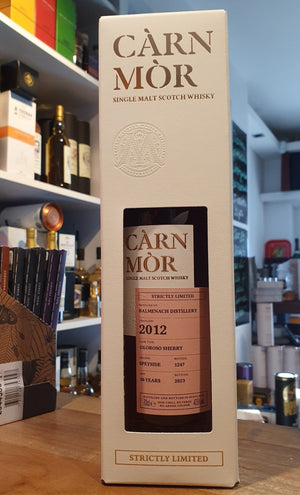 CÀRN
MÒR
SINGLE MALT SCOTCH WHISKY
CÀRN
MÒR
SINGLE MALT SCOTCH WHISKY
STRICTLY LIMITED
BALMENACH DISTILLERY
2012
OLOROSO SHERRY
SPEYSIDE 1247
10 YEARS 2023
STRICTLY LIMITED